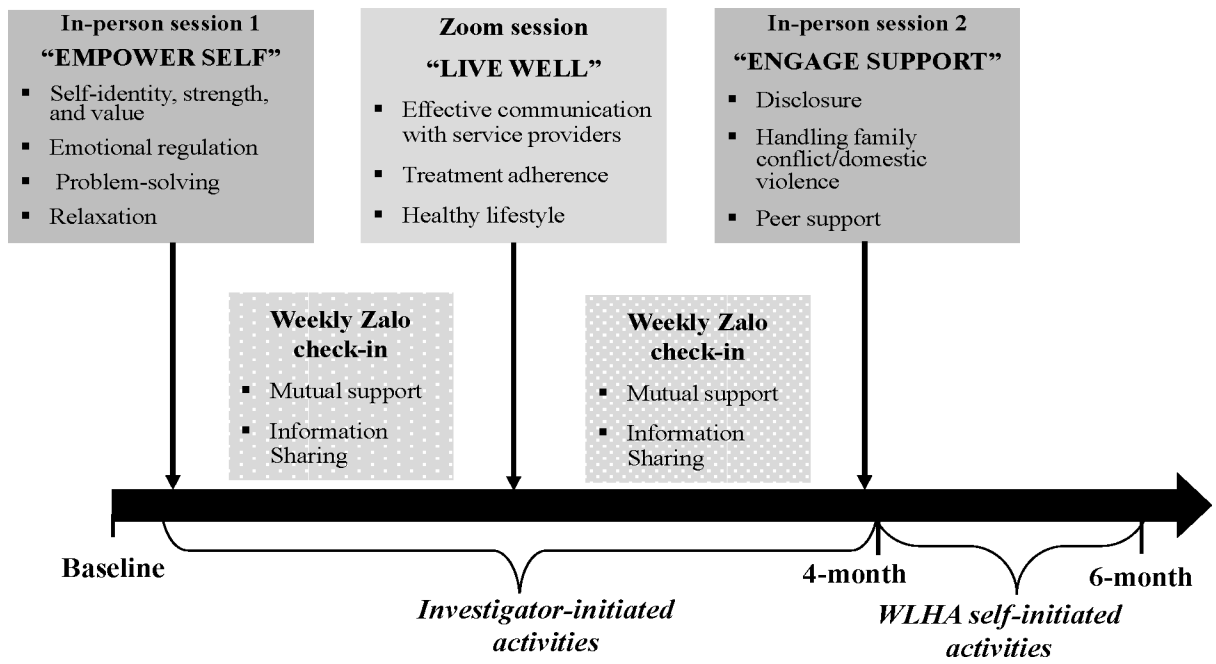 In-person session 1
“EMPOWER SELF”
▪ Self-identity, strength,
and value
▪ Emotional regulation
▪ Problem-solving
▪ Relaxation
Zoom session
“LIVE WELL”
▪ Effective communication
with service providers
▪ Treatment adherence
▪ Healthy lifestyle
In-person session 2
“ENGAGE SUPPORT”
▪ Disclosure
▪ Handling family
conflict/domestic
violence
▪ Peer support
Weekly Zalo
check-in
▪ Mutual support
▪ Information
Sharing
Weekly Zalo
check-in
▪ Mutual support
▪ Information
Sharing
Baseline
4-month
6-month
Investigator-initiated
activities
WLHA self-initiated
activities